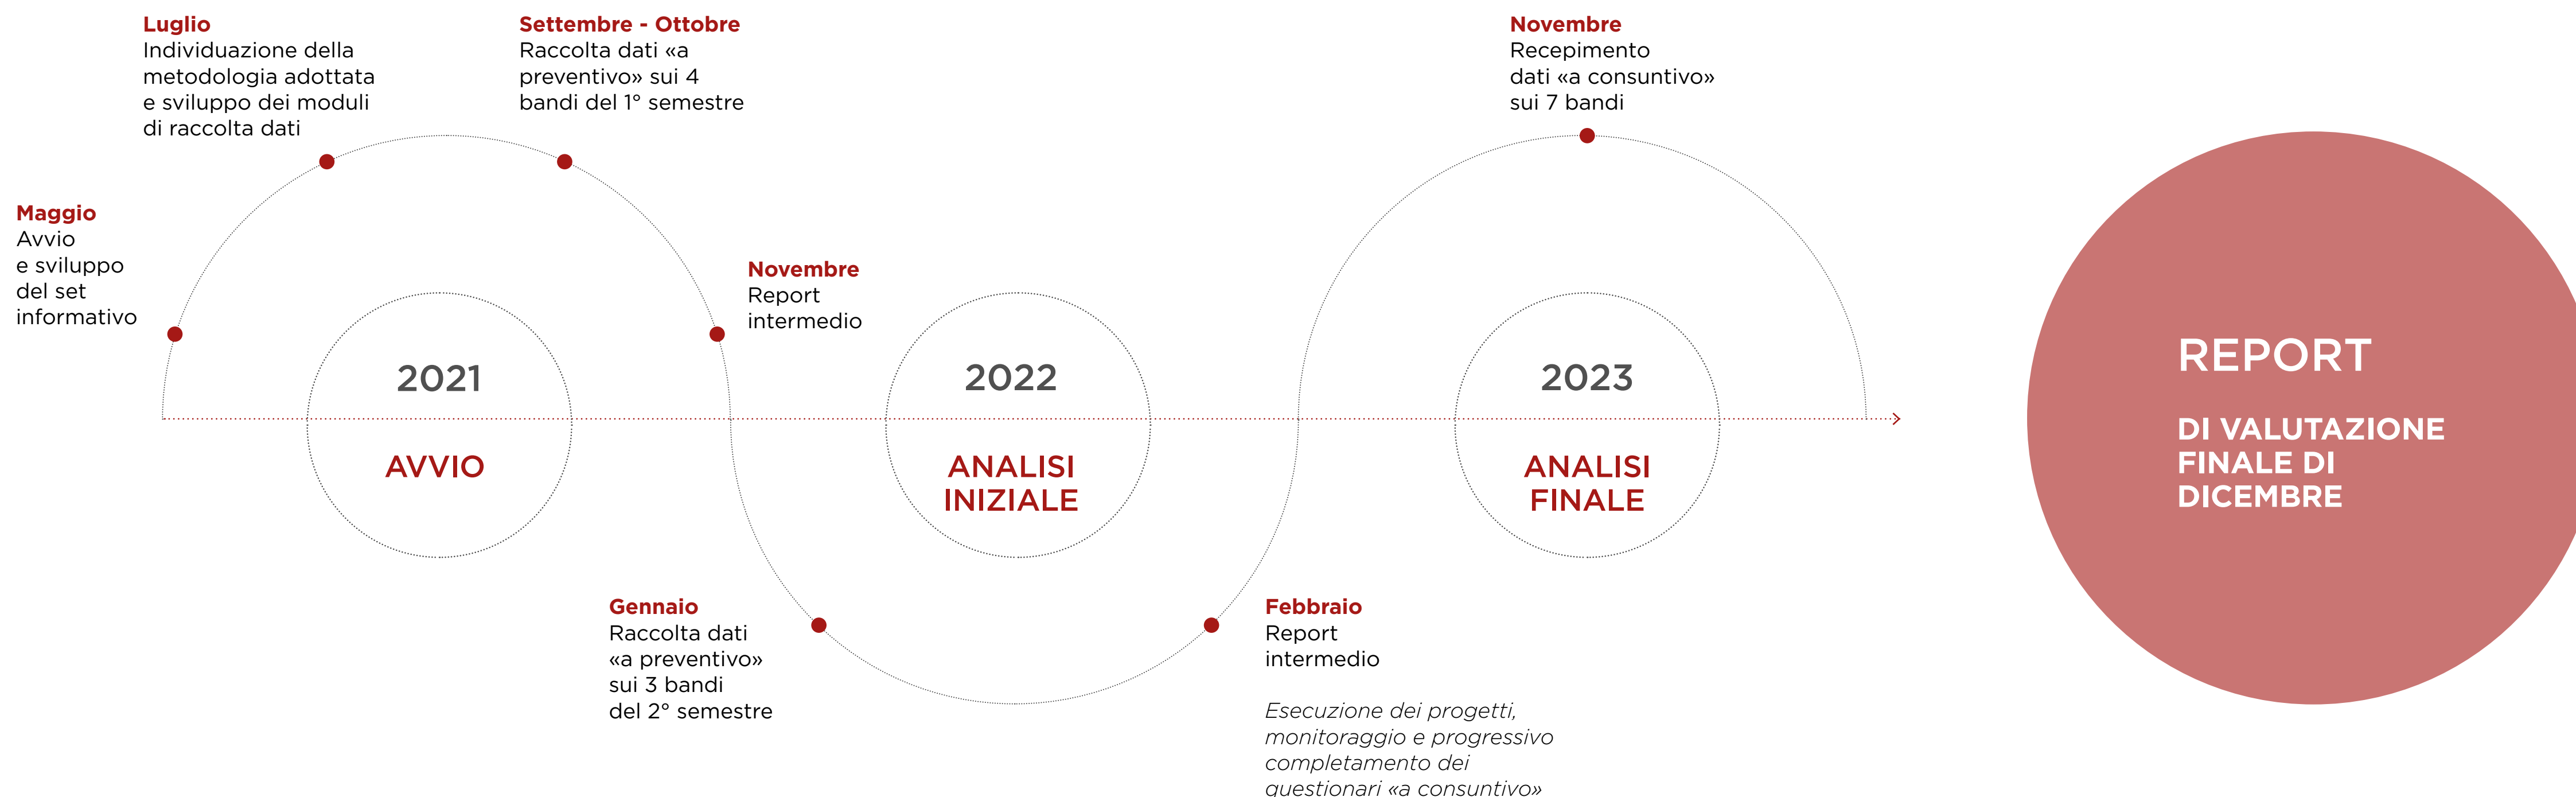 Maggio
Avvio
e sviluppo
del set
informativo
Luglio
Individuazione della
metodologia adottata
e sviluppo dei moduli
di raccolta dati
Settembre - Ottobre
Raccolta dati «a
preventivo» sui 4
bandi del 1° semestre
Novembre
Report
intermedio
2021
AVVIO
Gennaio
Raccolta dati
«a preventivo»
sui 3 bandi
del 2° semestre
2022
ANALISI
INIZIALE
Febbraio
Report
intermedio
Esecuzione dei progetti,
monitoraggio e progressivo
completamento dei
questionari «a consuntivo»
Novembre
Recepimento
dati «a consuntivo»
sui 7 bandi
2023
ANALISI
FINALE
REPORT
DI VALUTAZIONE
FINALE DI
DICEMBRE